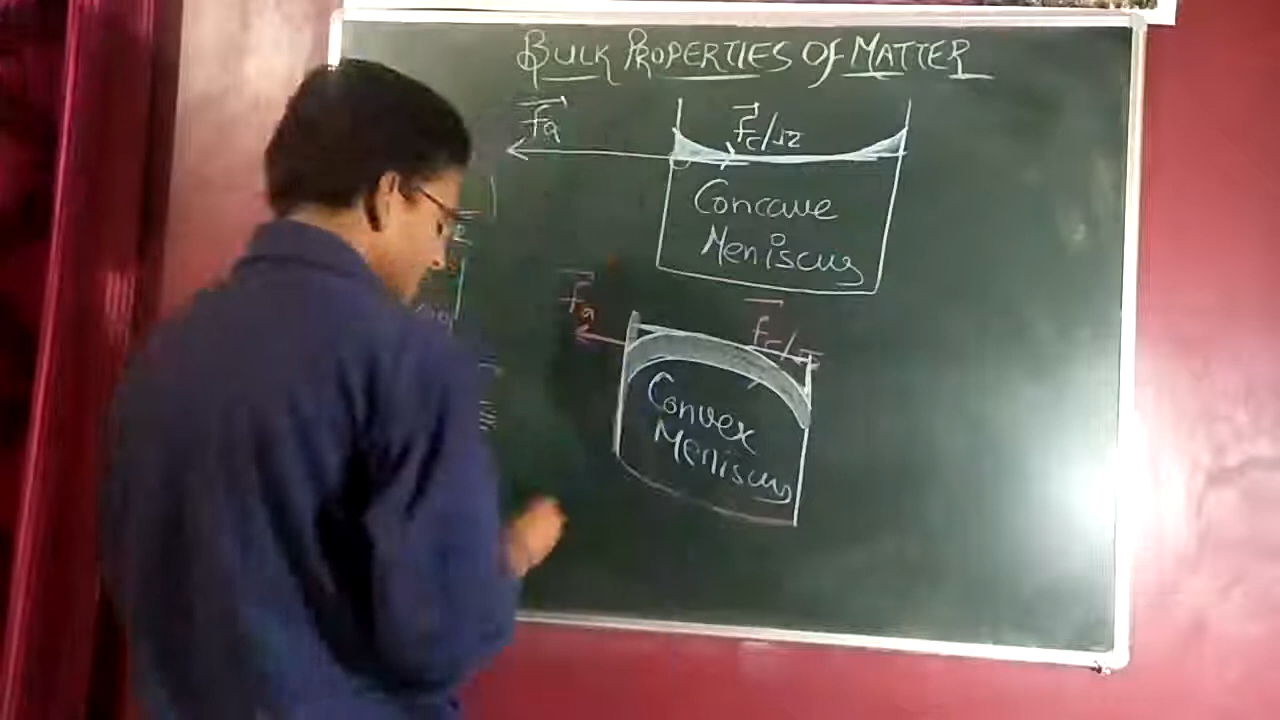 BULK PROPERTIES OF MATTER
Fa
Fc/√2
Concave
Meniscus
Fa
Fc/√2
Convex
Meniscus